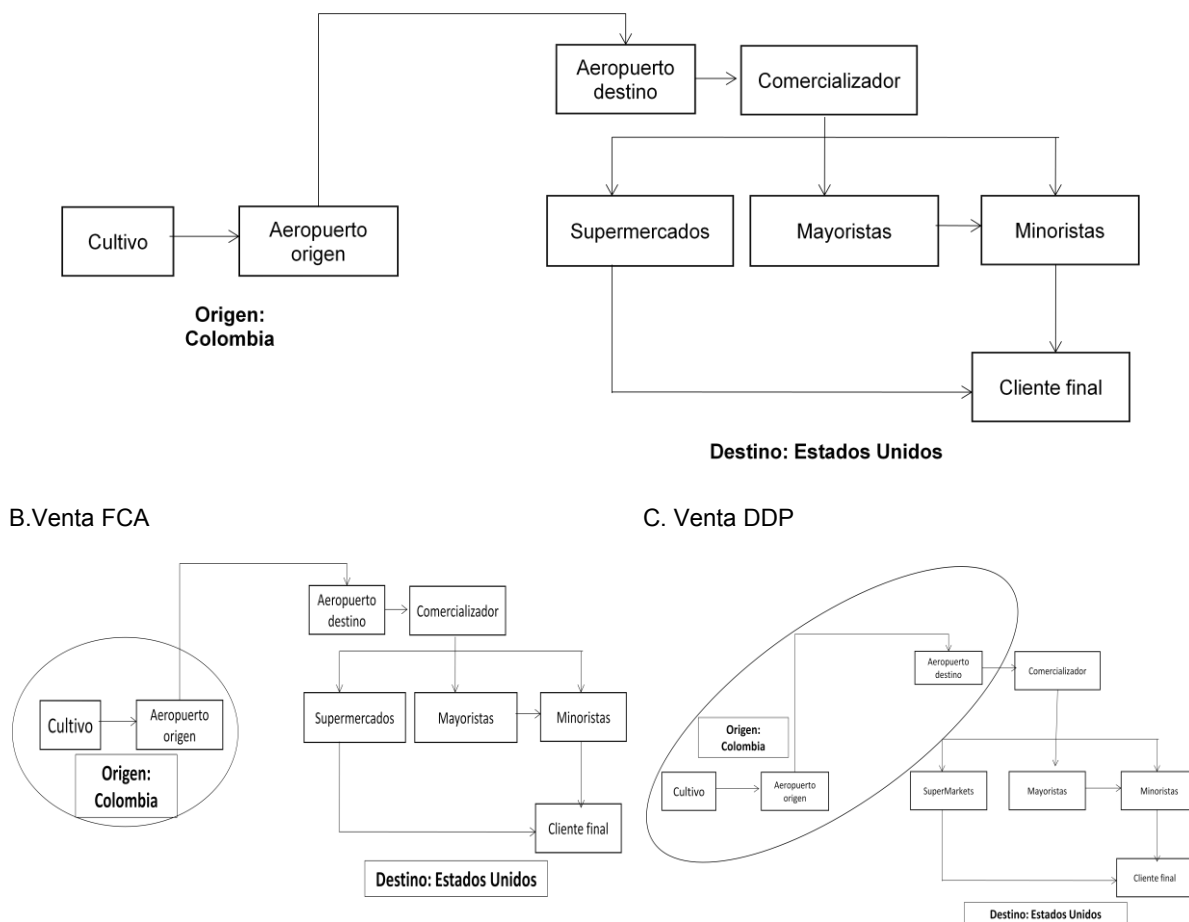 Aeropuerto
destino
Comercializador
Cultivo
Aeropuerto
origen
Supermercados
Mayoristas
Minoristas
Origen:
Colombia
Cliente final
Destino: Estados Unidos
B.Venta FCA
Aeropuerto
destino
Comercializador
Cultivo
Aeropuerto
origen
Supermercados
Mayoristas
Minoristas
Origen:
Colombia
Cliente final
Destino: Estados Unidos
C. Venta DDP
Aeropuerto
destino
Comercializador
Origen:
Colombia
Cultivo
Aeropuerto
origen
SuperMarkets
Mayoristas
Minoristas
Cliente final
Destino: Estados Unidos